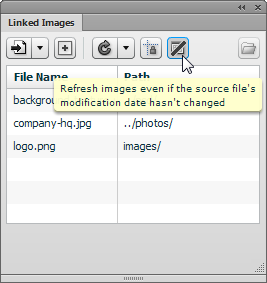 Linked Images
File Name Path
backgrou
Refresh images even if the source file's
modification date hasn't changed
company-hq.jpg ../photos/
logo.png images/